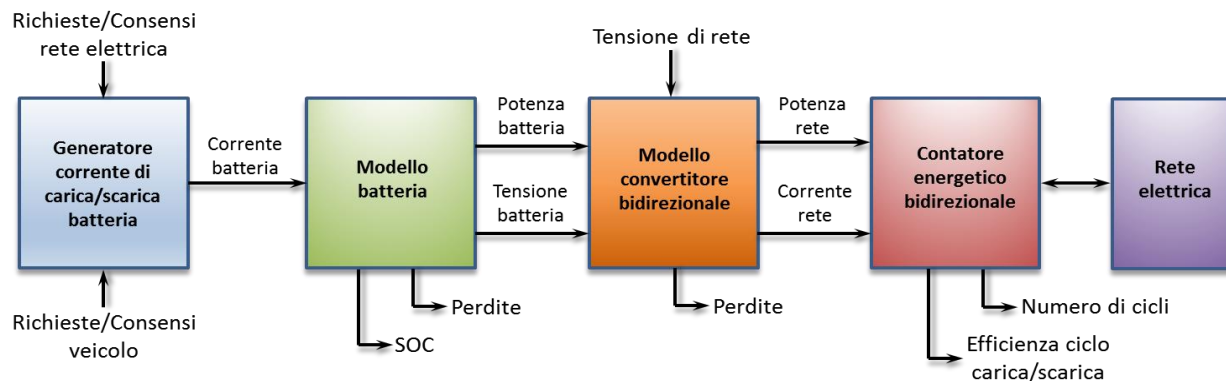 Richieste/Consensi
rete elettrica
Tensione di rete
Generatore
corrente di
carica/scarica
batteria
Corrente
batteria
Modello
batteria
Potenza
batteria
Tensione
batteria
Modello
convertitore
bidirezionale
Potenza
rete
Corrente
rete
Contatore
energetico
bidirezionale
Rete
elettrica
Richieste/Consensi
veicolo
Perdite
SOC
Perdite
Numero di cicli
Efficienza ciclo
carica/scarica